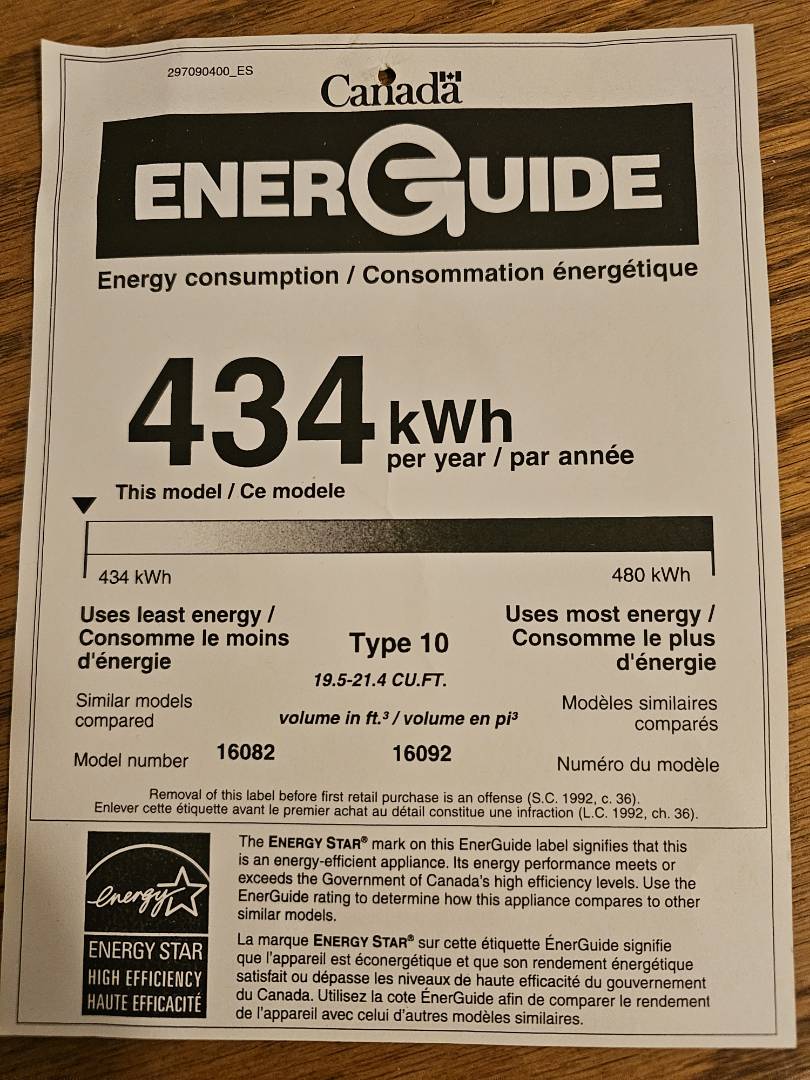 297090400_ES
Canada
ENERGUIDE
Energy consumption / Consommation énergétique
434 kWh
per year / par année
This model / Ce modele
434 kWh
480 kWh
Uses least energy /
Consomme le moins
d'énergie
Type 10
Uses most energy /
Consomme le plus
d'énergie
19.5-21.4 CU.FT.
Similar models
compared
volume in ft.³ / volume en pi³
Modèles similaires
comparés
Model number
16082
16092
Numéro du modèle
Removal of this label before first retail purchase is an offense (S.C. 1992, c. 36).
Enlever cette étiquette avant le premier achat au détail constitue une infraction (L.C. 1992, ch. 36).
energy
ENERGY STAR
HIGH EFFICIENCY
HAUTE EFFICACITÉ
The ENERGY STAR® mark on this EnerGuide label signifies that this
is an energy-efficient appliance. Its energy performance meets or
exceeds the Government of Canada's high efficiency levels. Use the
EnerGuide rating to determine how this appliance compares to other
similar models.
La marque ENERGY STAR® sur cette étiquette ÉnerGuide signifie
que l'appareil est éconergétique et que son rendement énergétique
satisfait ou dépasse les niveaux de haute efficacité du gouvernement
du Canada. Utilisez la cote ÉnerGuide afin de comparer le rendement
de l'appareil avec celui d'autres modèles similaires.